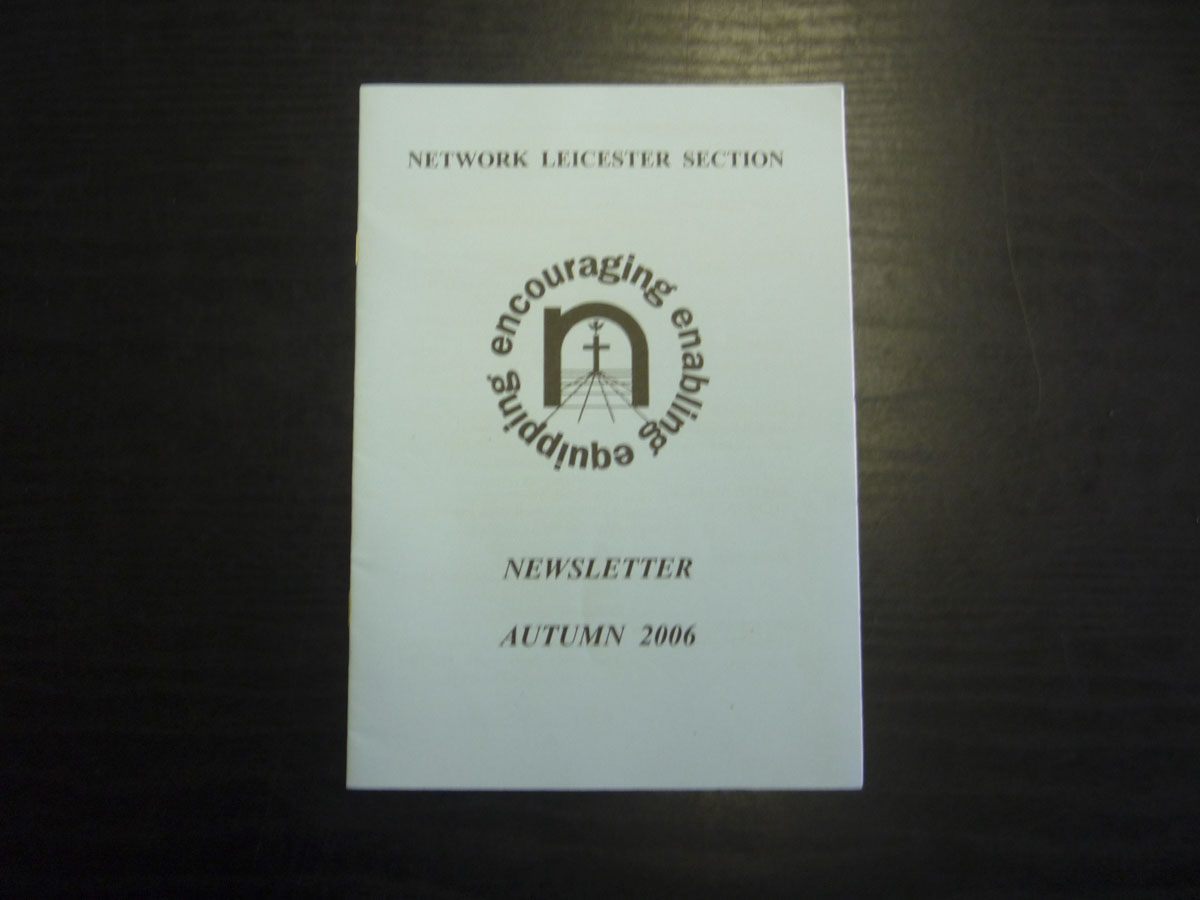 NETWORK LEICESTER SECTION
encouraging enabling equipping
n
NEWSLETTER
AUTUMN 2006